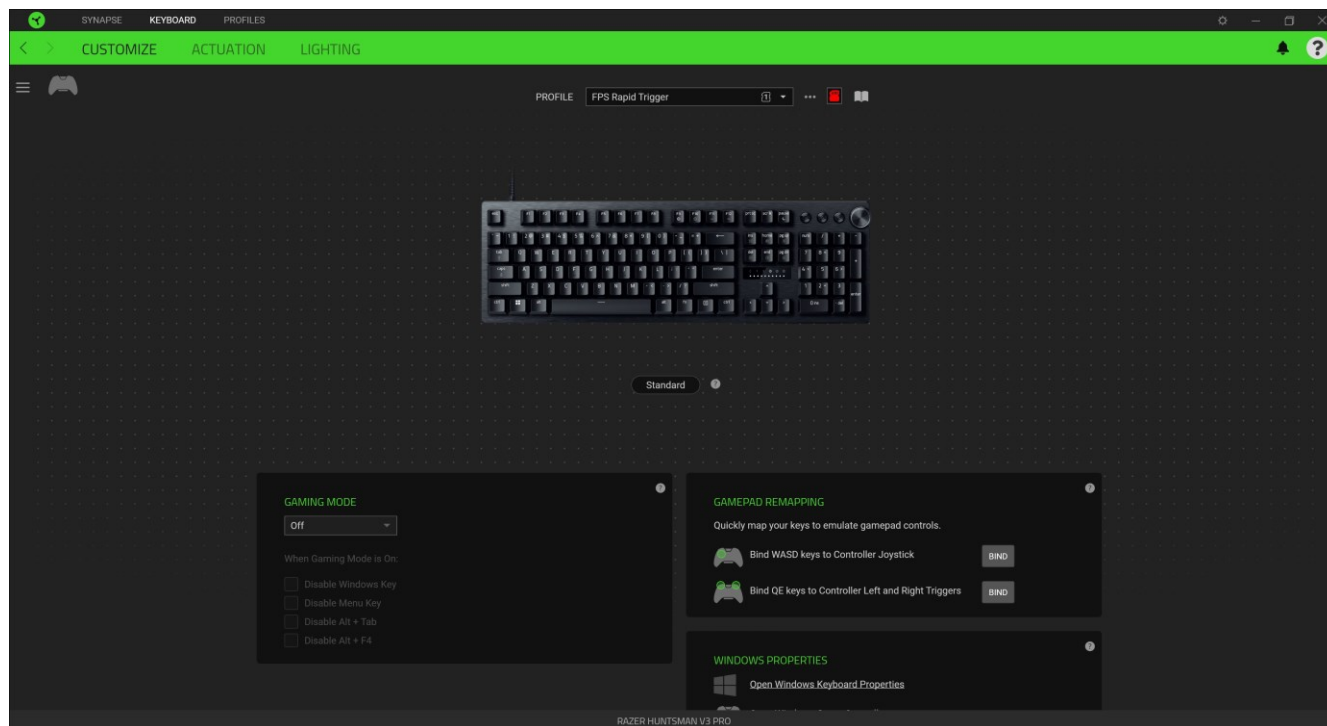 SYNAPSE KEYBOARD PROFILES
CUSTOMIZE ACTUATION LIGHTING
PROFILE FPS Rapid Trigger 1
Standard
GAMING MODE
Off
When Gaming Mode is On:
Disable Windows Key
Disable Menu Key
Disable Alt + Tab
Disable Alt + F4
GAMEPAD REMAPPING
Quickly map your keys to emulate gamepad controls.
Bind WASD keys to Controller Joystick BIND
Bind QE keys to Controller Left and Right Triggers BIND
WINDOWS PROPERTIES
Open Windows Keyboard Properties
RAZER HUNTSMAN V3 PRO